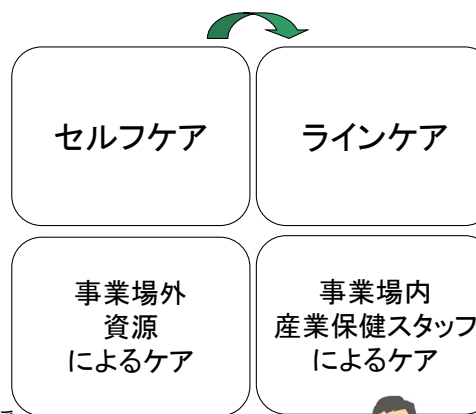 セルフケア
ラインケア
事業場外
資源
によるケア
事業場内
産業保健スタッフ
によるケア